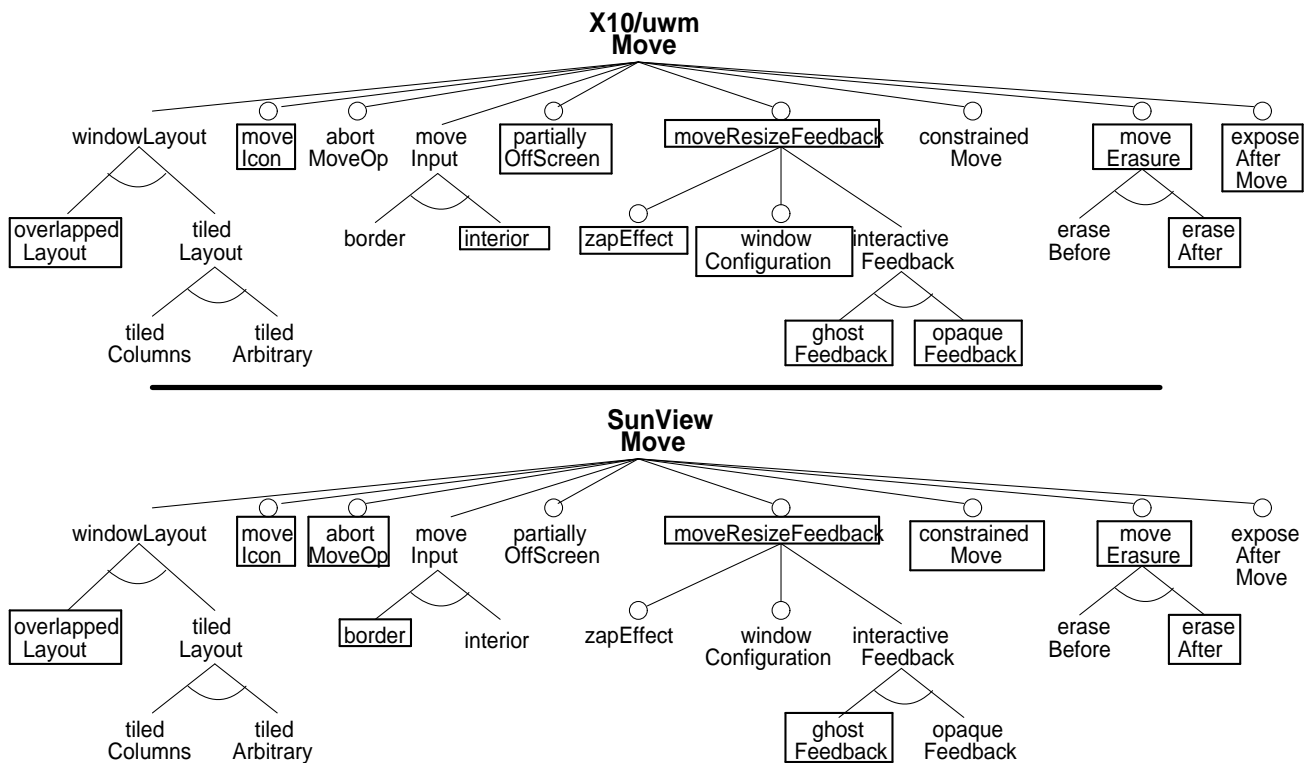 X10/uwm
Move
windowLayout
move
Icon
abort
MoveOp
move
Input
partially
OffScreen
moveResizeFeedback
constrained
Move
move
Erasure
expose
After
Move
overlapped
Layout
tiled
Layout
border
interior
zapEffect
window
Configuration
interactive
Feedback
erase
Before
erase
After
tiled
Columns
tiled
Arbitrary
ghost
Feedback
opaque
Feedback
SunView
Move
windowLayout
move
Icon
abort
MoveOp
move
Input
partially
OffScreen
moveResizeFeedback
constrained
Move
move
Erasure
expose
After
Move
overlapped
Layout
tiled
Layout
border
interior
zapEffect
window
Configuration
interactive
Feedback
erase
Before
erase
After
tiled
Columns
tiled
Arbitrary
ghost
Feedback
opaque
Feedback